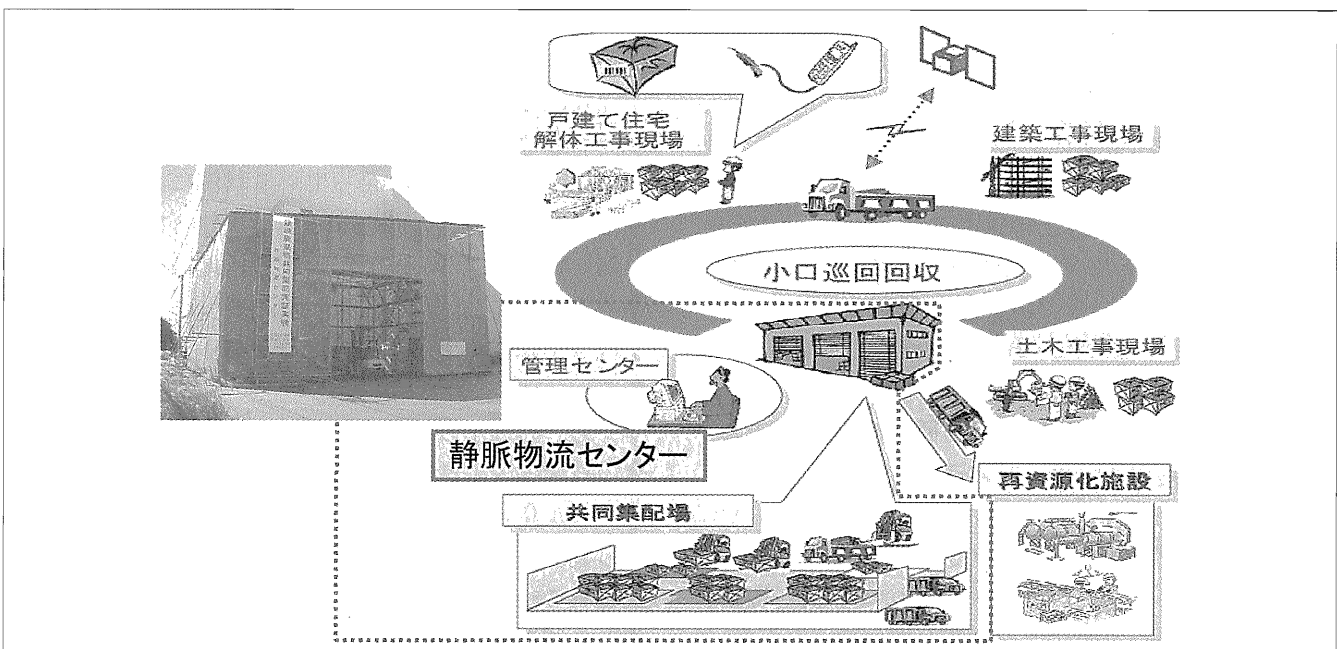 戸建て住宅
解体工事現場
建築工事現場
小口巡回回収
土木工事現場
管理センター
静脈物流センター
再資源化施設
共同集配場